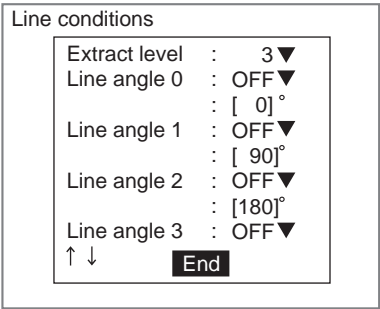 Line conditions
Extract level : 3▼
Line angle 0 : OFF▼
: [ 0]°
Line angle 1 : OFF▼
: [ 90]°
Line angle 2 : OFF▼
: [180]°
Line angle 3 : OFF▼
↑ ↓ End